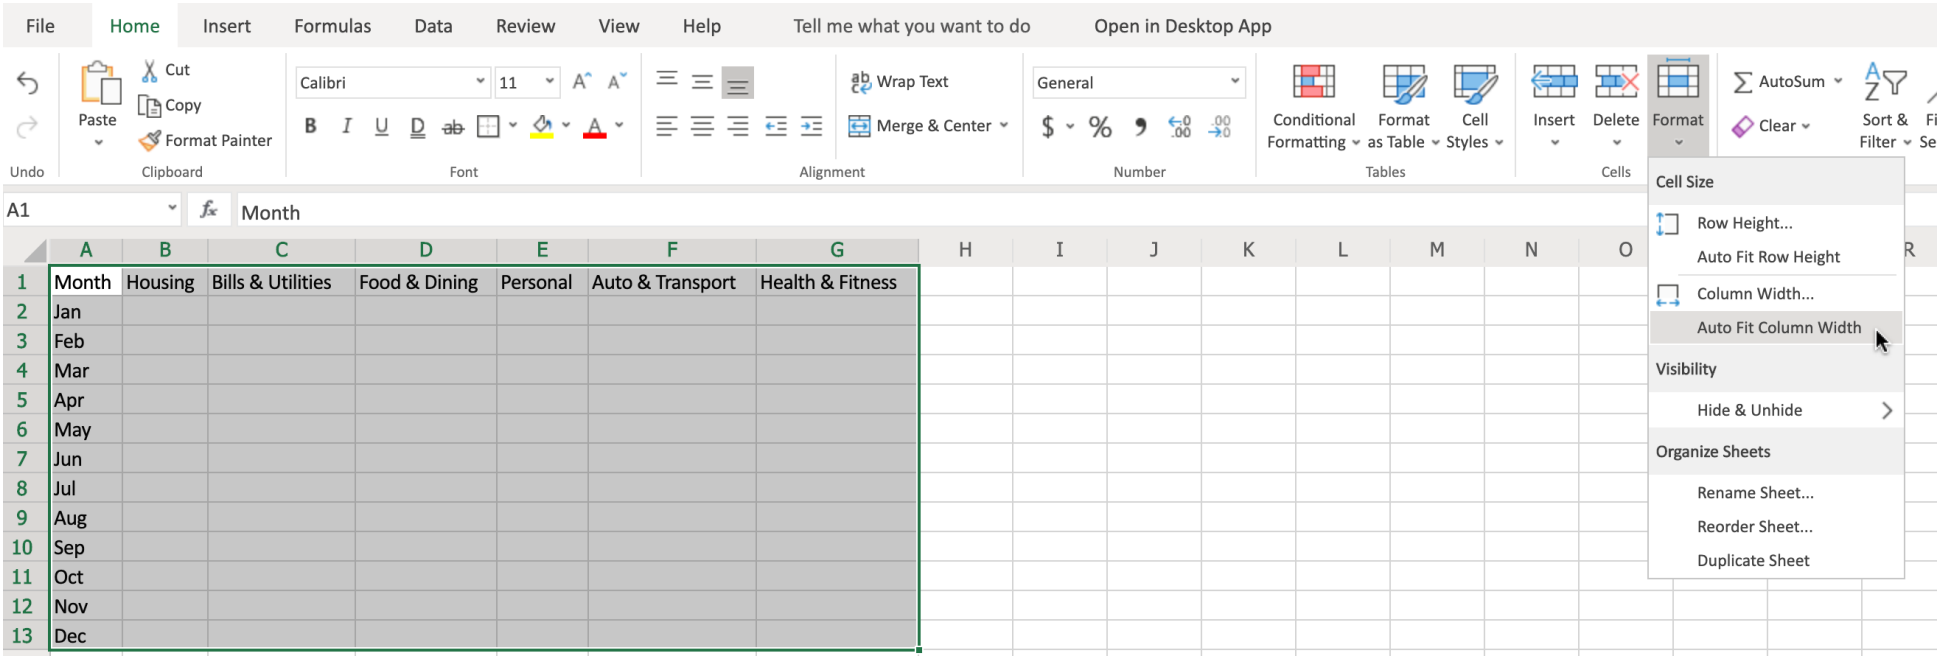 File Home Insert Formulas Data Review View Help Tell me what you want to do Open in Desktop App
Undo
Paste
Cut
Copy
Format Painter
Clipboard
Calibri 11 A A
B I U D ab A
Font
Wrap Text
Merge & Center
Alignment
General
$ % .00 .00
Number
Conditional Formatting
Format as Table
Cell Styles
Tables
Insert
Delete
Format
Cells
AutoSum
Clear
Sort & Filter
A1 fx Month
A B C D E F G H I J K L M N O R
1 Month Housing Bills & Utilities Food & Dining Personal Auto & Transport Health & Fitness
2 Jan
3 Feb
4 Mar
5 Apr
6 May
7 Jun
8 Jul
9 Aug
10 Sep
11 Oct
12 Nov
13 Dec
Cell Size
Row Height...
Auto Fit Row Height
Column Width...
Auto Fit Column Width
Visibility
Hide & Unhide
Organize Sheets
Rename Sheet...
Reorder Sheet...
Duplicate Sheet